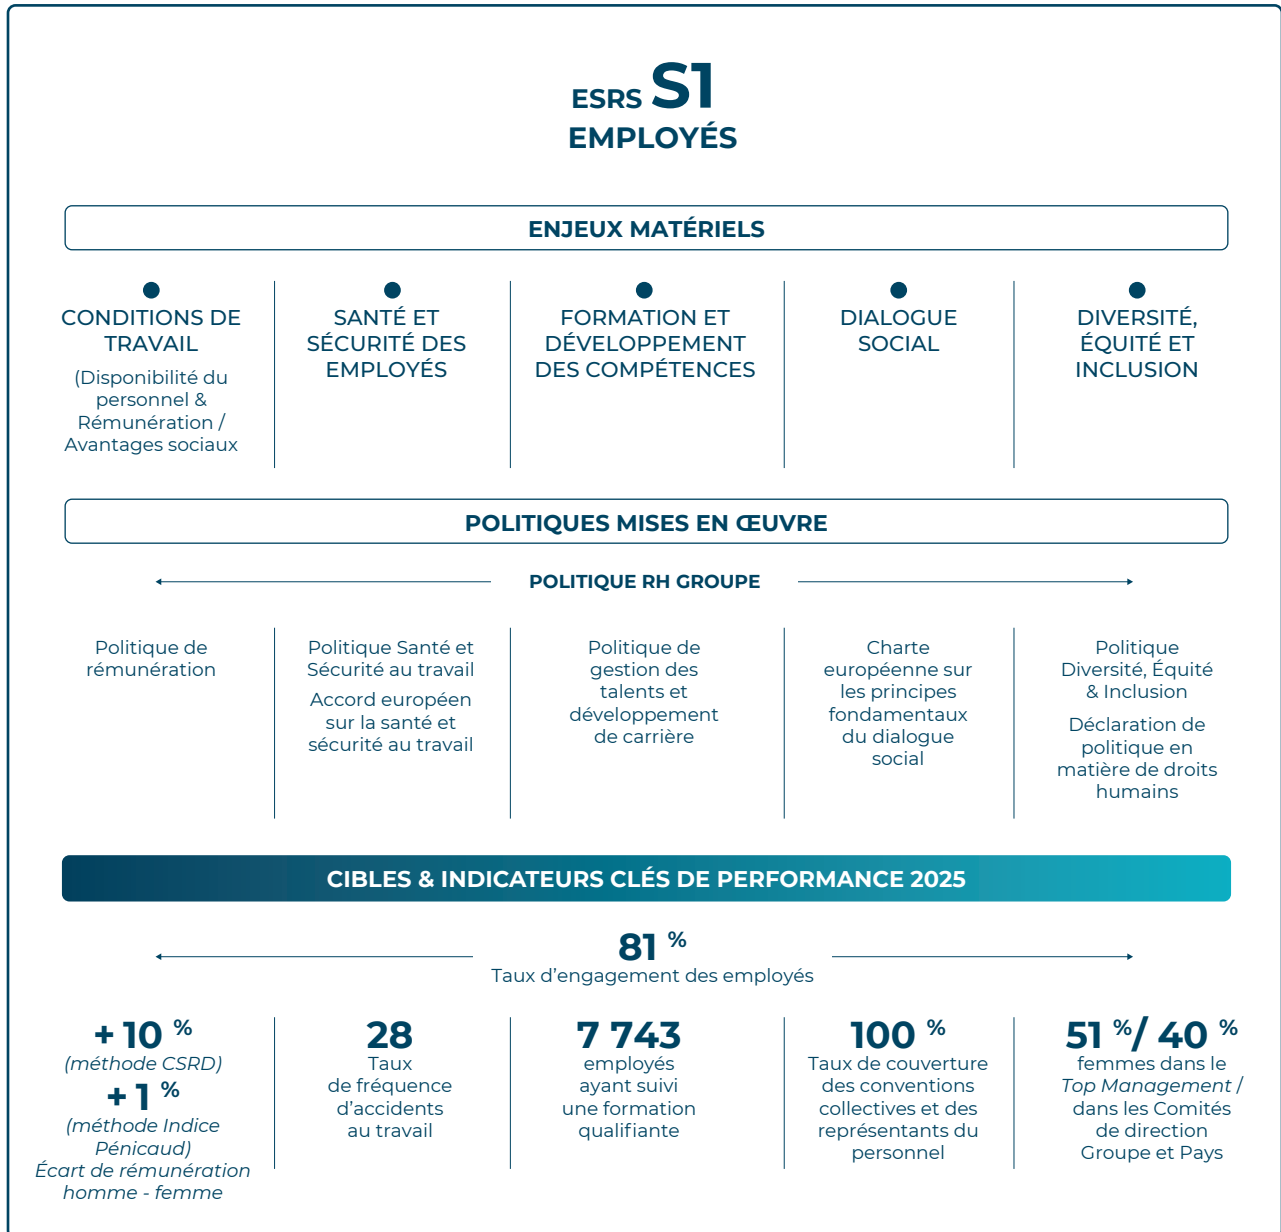 ESRS S1
EMPLOYÉS
ENJEUX MATÉRIELS
CONDITIONS DE
TRAVAIL
(Disponibilité du
personnel &
Rémunération /
Avantages sociaux
SANTÉ ET
SÉCURITÉ DES
EMPLOYÉS
FORMATION ET
DÉVELOPPEMENT
DES COMPÉTENCES
DIALOGUE
SOCIAL
DIVERSITÉ,
ÉQUITÉ ET
INCLUSION
POLITIQUES MISES EN ŒUVRE
POLITIQUE RH GROUPE
Politique de
rémunération
Politique Santé et
Sécurité au travail
Accord européen
sur la santé et
sécurité au travail
Politique de
gestion des
talents et
développement
de carrière
Charte
européenne sur
les principes
fondamentaux
du dialogue
social
Politique
Diversité, Équité
& Inclusion
Déclaration de
politique en
matière de droits
humains
CIBLES & INDICATEURS CLÉS DE PERFORMANCE 2025
81 %
Taux d'engagement des employés
+ 10 %
(méthode CSRD)
+ 1 %
(méthode Indice
Pénicaud)
Écart de rémunération
homme - femme
28
Taux
de fréquence
d'accidents
au travail
7 743
employés
ayant suivi
une formation
qualifiante
100 %
Taux de couverture
des conventions
collectives et des
représentants du
personnel
51 %/ 40 %
femmes dans le
Top Management /
dans les Comités
de direction
Groupe et Pays